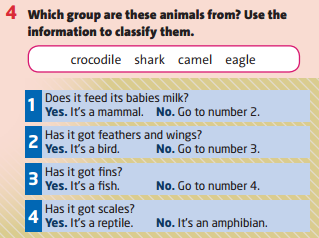 4 Which group are these animals from? Use the
information to classify them.
crocodile shark camel eagle
1 Does it feed its babies milk?
Yes. It's a mammal. No. Go to number 2.
2 Has it got feathers and wings?
Yes. It's a bird. No. Go to number 3.
3 Has it got fins?
Yes. It's a fish. No. Go to number 4.
4 Has it got scales?
Yes. It's a reptile. No. It's an amphibian.